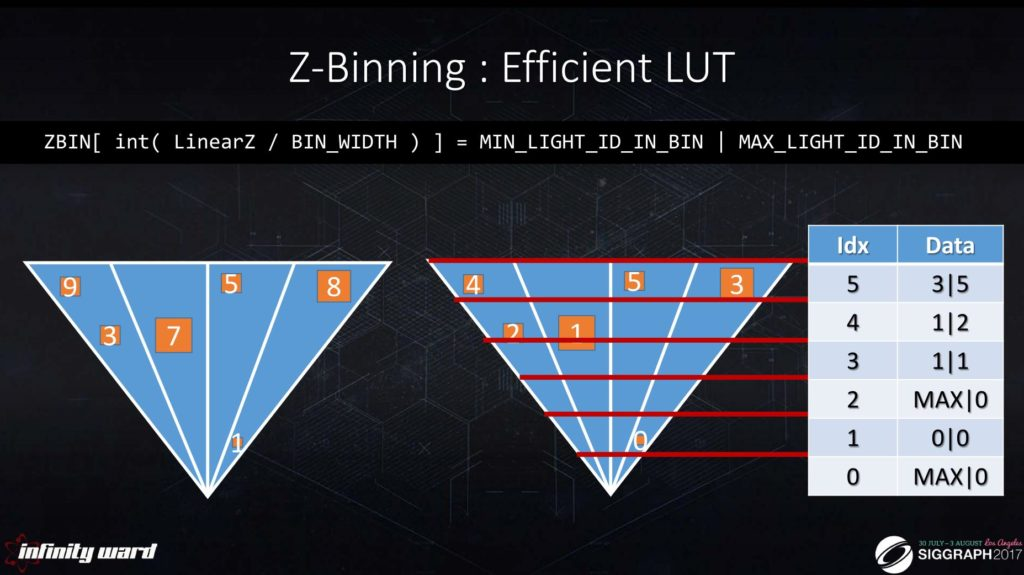 Z-Binning : Efficient LUT
ZBIN[ int( LinearZ / BIN_WIDTH ) ] = MIN_LIGHT_ID_IN_BIN | MAX_LIGHT_ID_IN_BIN
9 5 8
3 7
1
4 5 3
2 1
0
Idx Data
5 3|5
4 1|2
3 1|1
2 MAX|0
1 0|0
0 MAX|0
infinity ward
30 JULY – 3 AUGUST Los Angeles
SIGGRAPH2017